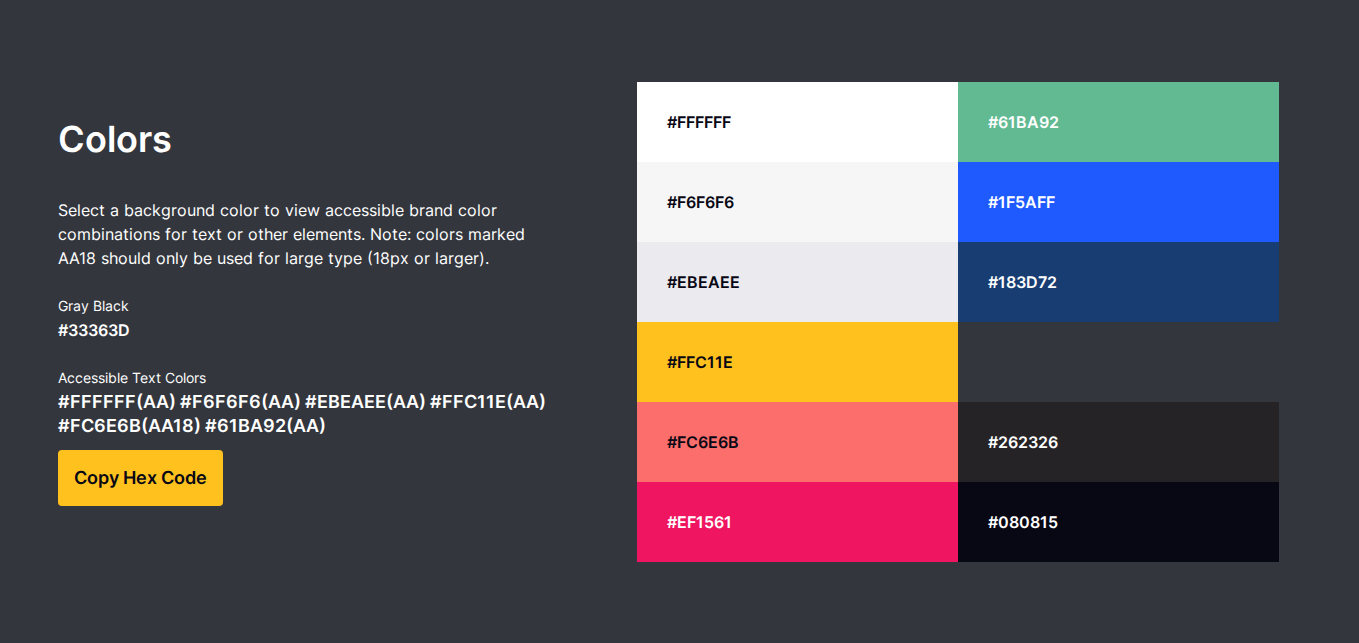 Colors
Select a background color to view accessible brand color
combinations for text or other elements. Note: colors marked
AA18 should only be used for large type (18px or larger).
Gray Black
#33363D
Accessible Text Colors
#FFFFFF(AA) #F6F6F6(AA) #EBEAEE(AA) #FFC11E(AA)
#FC6E6B(AA18) #61BA92(AA)
Copy Hex Code
#FFFFFF
#61BA92
#F6F6F6
#1F5AFF
#EBEAEE
#183D72
#FFC11E
#FC6E6B
#262326
#EF1561
#080815